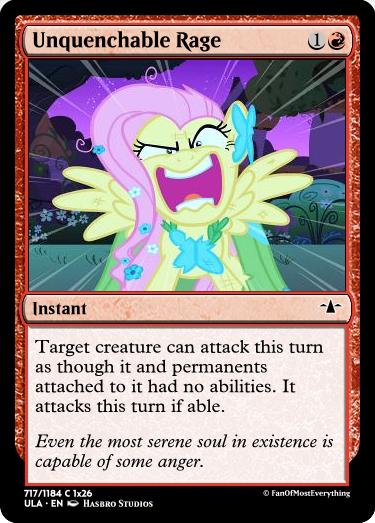 Unquenchable Rage 1
Instant
Target creature can attack this turn
as though it and permanents
attached to it had no abilities. It
attacks this turn if able.
Even the most serene soul in existence is
capable of some anger.
717/1184 C 1x26
ULA • EN Hasbro Studios
© FanOfMostEverything